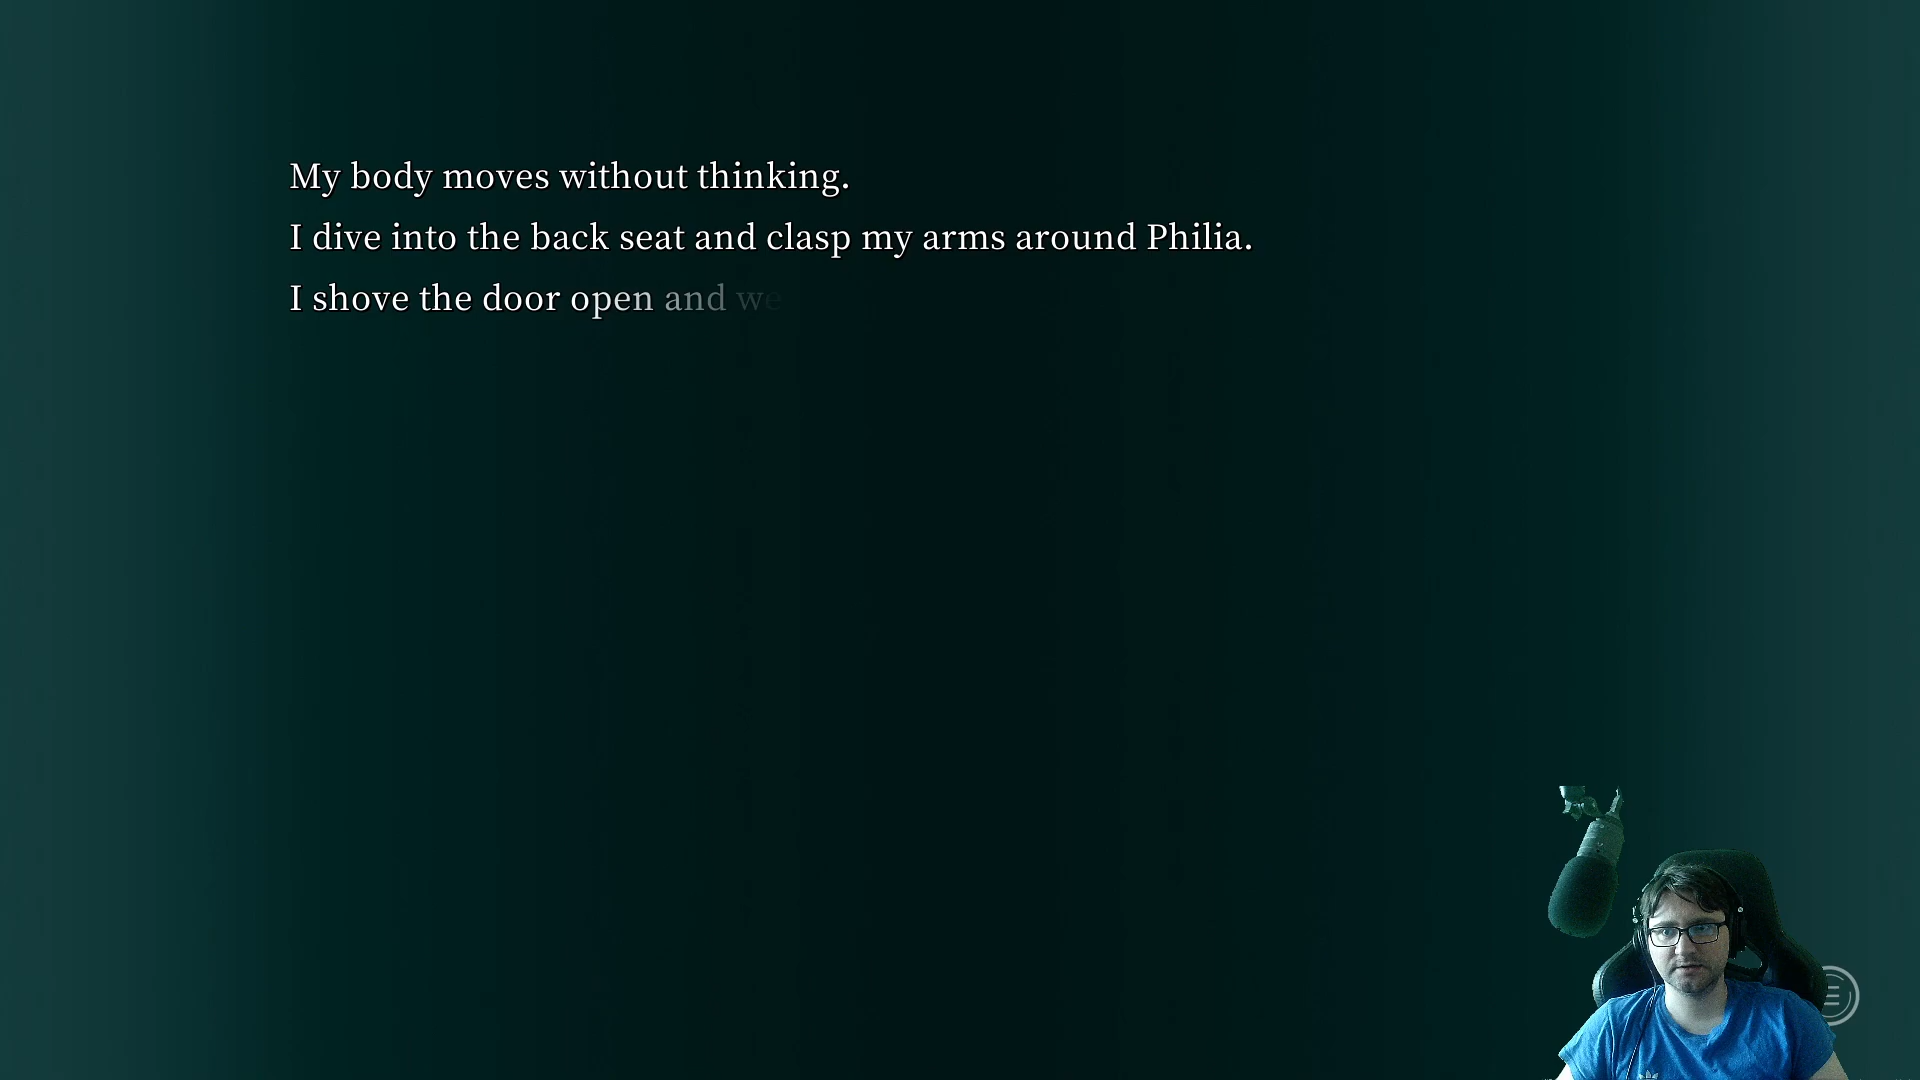 My body moves without thinking.
I dive into the back seat and clasp my arms around Philia.
I shove the door open and we